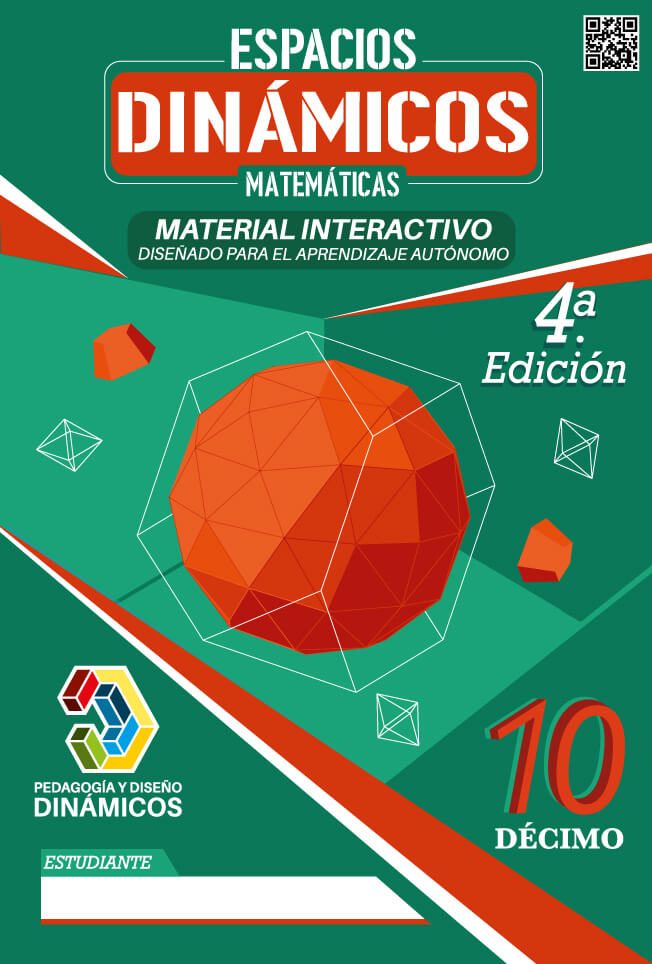 ESPACIOS
DINÁMICOS
MATEMÁTICAS
MATERIAL INTERACTIVO
DISEÑADO PARA EL APRENDIZAJE AUTÓNOMO
4ª.
Edición
PEDAGOGÍA Y DISEÑO
DINÁMICOS
10
DÉCIMO
ESTUDIANTE